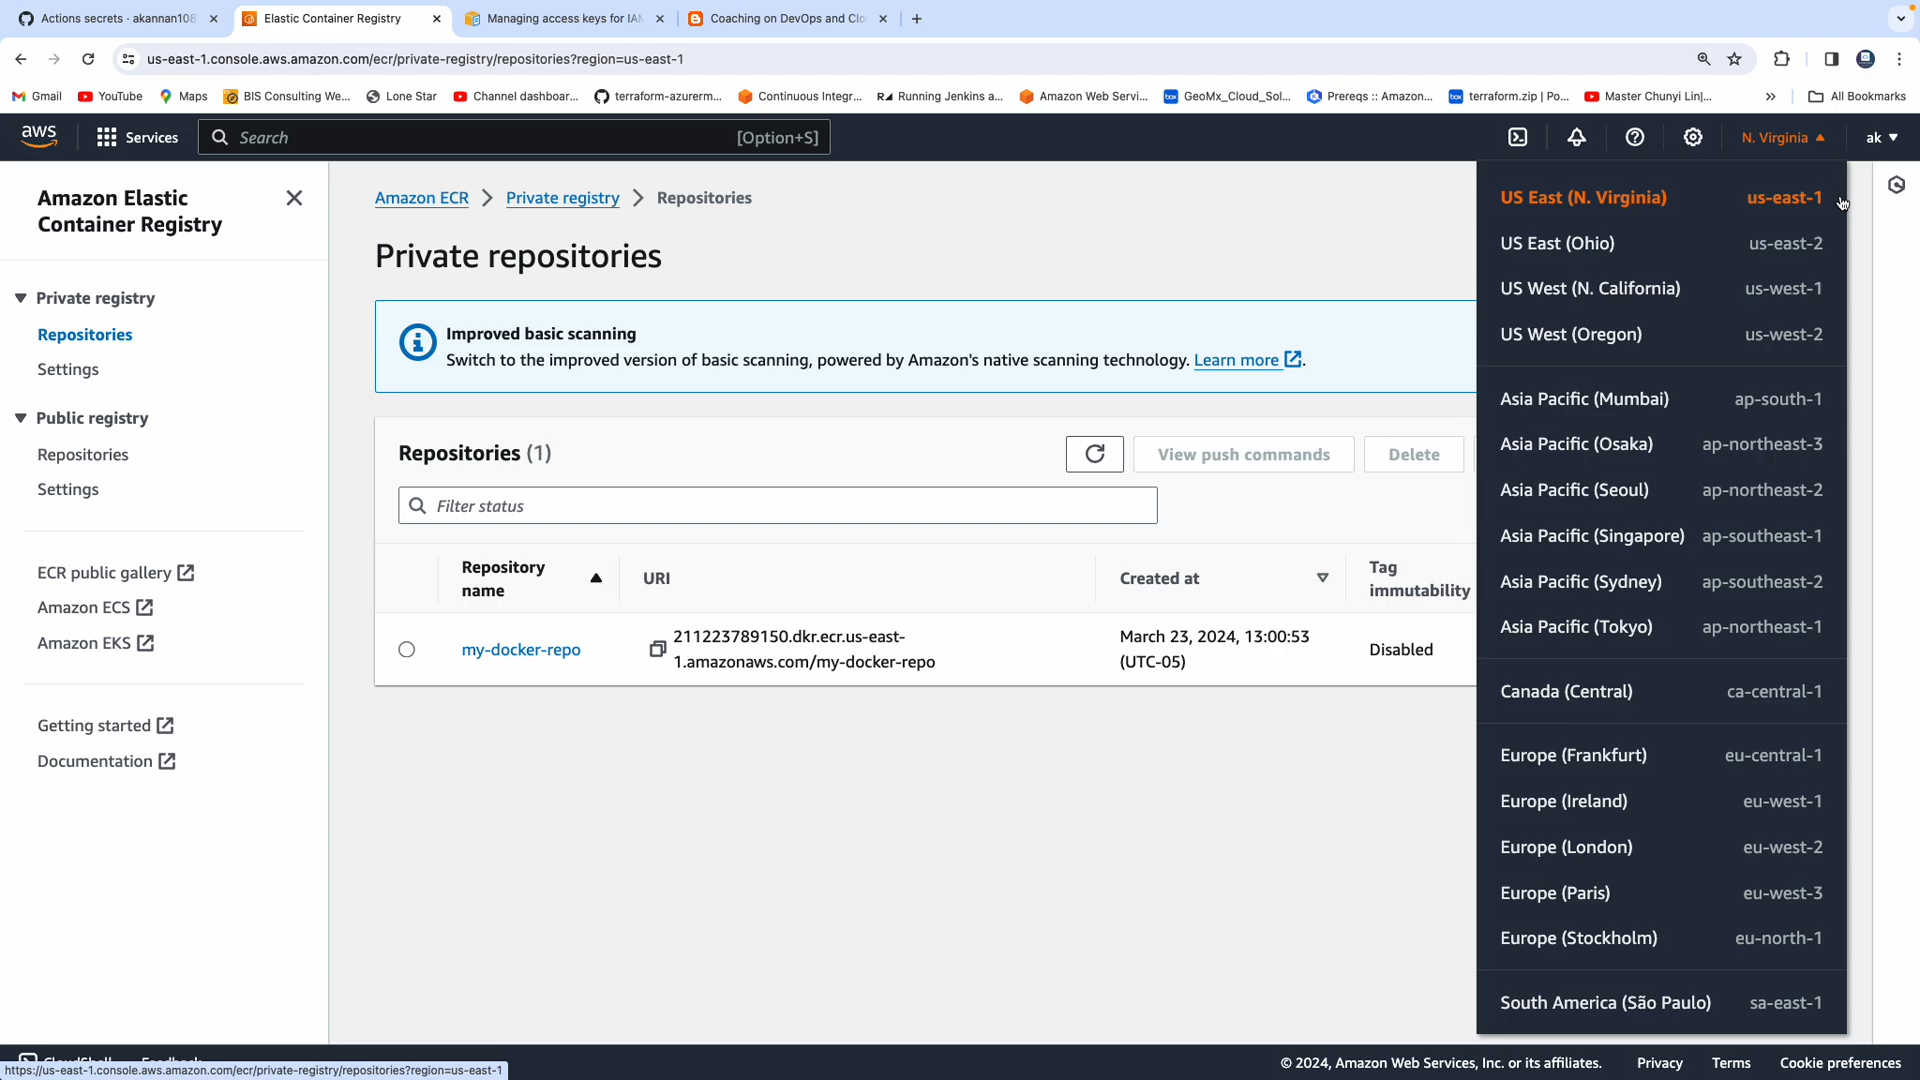 Actions secrets · akannan108
Elastic Container Registry
Managing access keys for IAM
Coaching on DevOps and Clo
us-east-1.console.aws.amazon.com/ecr/private-registry/repositories?region=us-east-1
Gmail
YouTube
Maps
BIS Consulting We...
Lone Star
Channel dashboar...
terraform-azurerm...
Continuous Integr...
Running Jenkins a...
Amazon Web Servi...
GeoMx_Cloud_Sol...
Prereqs :: Amazon...
terraform.zip | Po...
Master Chunyi Lin|...
»
All Bookmarks
aws
Services
Search
[Option+S]
N. Virginia
ak
Amazon Elastic
Container Registry
Private registry
Repositories
Settings
Public registry
Repositories
Settings
ECR public gallery
Amazon ECS
Amazon EKS
Getting started
Documentation
Amazon ECR
Private registry
Repositories
Private repositories
Improved basic scanning
Switch to the improved version of basic scanning, powered by Amazon's native scanning technology. Learn more.
Repositories (1)
View push commands
Delete
Filter status
Repository
name
URI
Created at
Tag
immutability
my-docker-repo
211223789150.dkr.ecr.us-east-
1.amazonaws.com/my-docker-repo
March 23, 2024, 13:00:53
(UTC-05)
Disabled
US East (N. Virginia) us-east-1
US East (Ohio) us-east-2
US West (N. California) us-west-1
US West (Oregon) us-west-2
Asia Pacific (Mumbai) ap-south-1
Asia Pacific (Osaka) ap-northeast-3
Asia Pacific (Seoul) ap-northeast-2
Asia Pacific (Singapore) ap-southeast-1
Asia Pacific (Sydney) ap-southeast-2
Asia Pacific (Tokyo) ap-northeast-1
Canada (Central) ca-central-1
Europe (Frankfurt) eu-central-1
Europe (Ireland) eu-west-1
Europe (London) eu-west-2
Europe (Paris) eu-west-3
Europe (Stockholm) eu-north-1
South America (São Paulo) sa-east-1
CloudShell
Feedback
© 2024, Amazon Web Services, Inc. or its affiliates.
Privacy
Terms
Cookie preferences
https://us-east-1.console.aws.amazon.com/ecr/private-registry/repositories?region=us-east-1